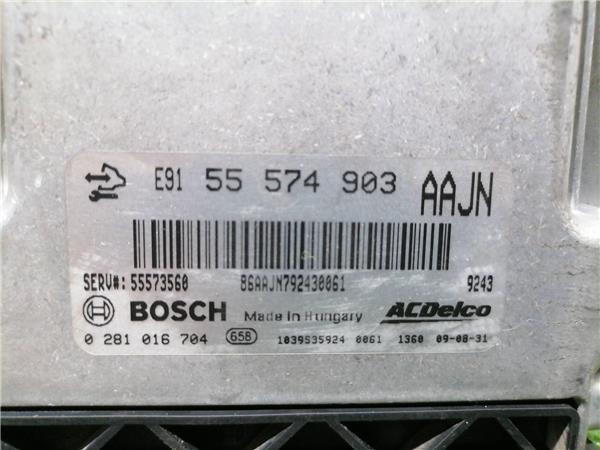 E91 55 574 903 AAJN
SERV#: 55573560 86AAJN792430061 9243
BOSCH Made in Hungary ACDelco
0 281 016 704 65B 1039S35924 0061 1360 09-08-31